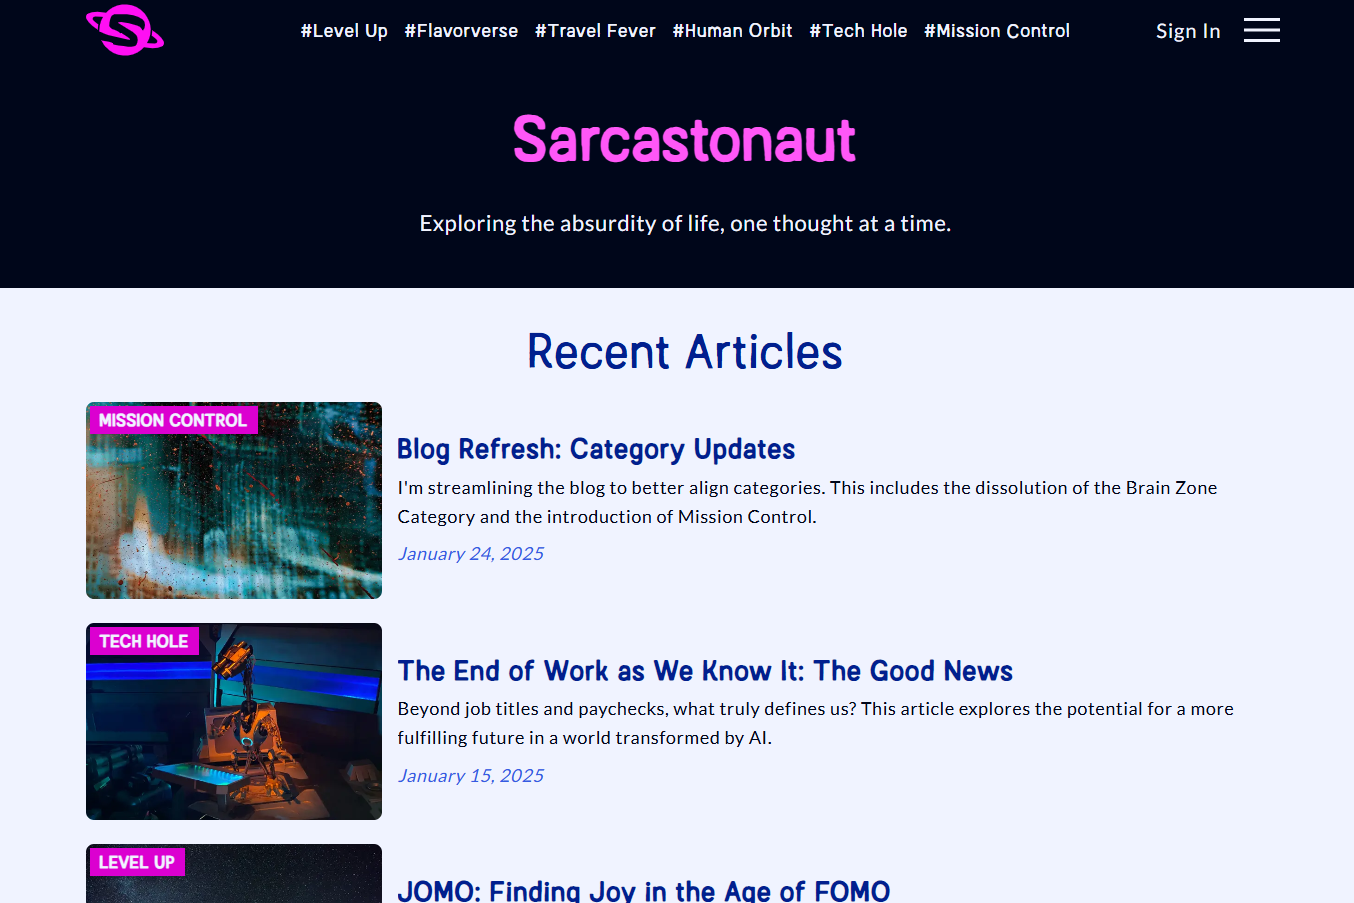 #Level Up #Flavorverse #Travel Fever #Human Orbit #Tech Hole #Mission Control Sign In
Sarcastonaut
Exploring the absurdity of life, one thought at a time.
Recent Articles
MISSION CONTROL
Blog Refresh: Category Updates
I'm streamlining the blog to better align categories. This includes the dissolution of the Brain Zone
Category and the introduction of Mission Control.
January 24, 2025
TECH HOLE
The End of Work as We Know It: The Good News
Beyond job titles and paychecks, what truly defines us? This article explores the potential for a more
fulfilling future in a world transformed by AI.
January 15, 2025
LEVEL UP
JOMO: Finding Joy in the Age of FOMO